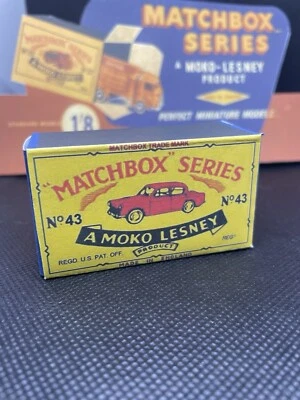 MATCHBOX
SERIES
A MOKO-LESNEY
PRODUCT
PERFECT MINIATURE MODELS
1'8
MATCHBOX TRADE MARK
"MATCHBOX" SERIES
Nº43
Nº43
A MOKO LESNEY
PRODUCT
REGD. U.S. PAT. OFF.
MADE IN ENGLAND